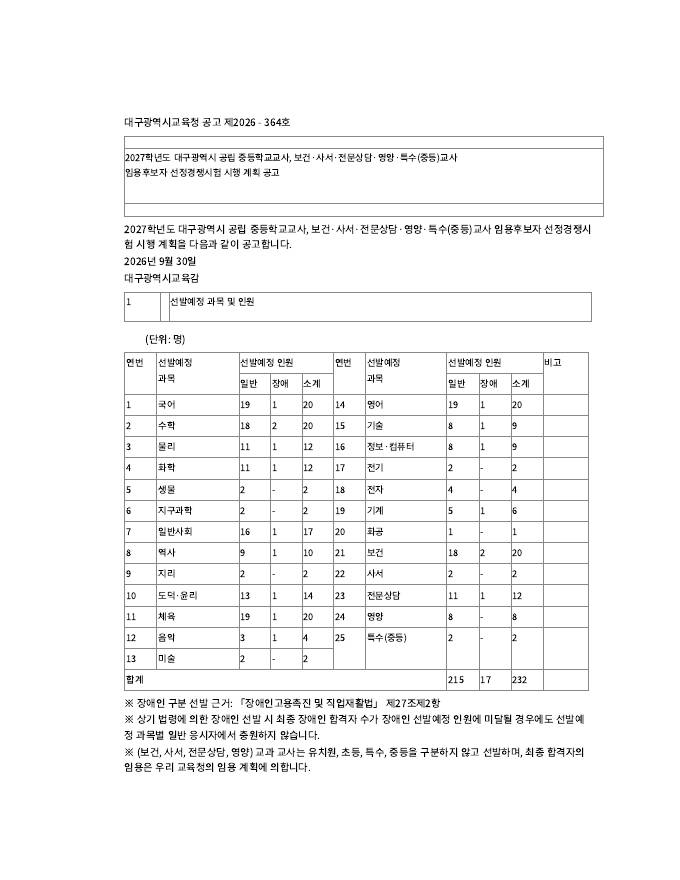 대구광역시교육청 공고 제2026 - 364호
2027학년도 대구광역시 공립 중등학교교사, 보건·사서·전문상담·영양·특수(중등)교사
임용후보자 선정경쟁시험 시행 계획 공고
2027학년도 대구광역시 공립 중등학교교사, 보건·사서·전문상담·영양·특수(중등)교사 임용후보자 선정경쟁시
험 시행 계획을 다음과 같이 공고합니다.
2026년 9월 30일
대구광역시교육감
1 선발예정 과목 및 인원
(단위: 명)
연번 선발예정 과목 선발예정 인원 연번 선발예정 과목 선발예정 인원 비고
일반 장애 소계 일반 장애 소계
1 국어 19 1 20 14 영어 19 1 20
2 수학 18 2 20 15 기술 8 1 9
3 물리 11 1 12 16 정보·컴퓨터 8 1 9
4 화학 11 1 12 17 전기 2 - 2
5 생물 2 - 2 18 전자 4 - 4
6 지구과학 2 - 2 19 기계 5 1 6
7 일반사회 16 1 17 20 화공 1 - 1
8 역사 9 1 10 21 보건 18 2 20
9 지리 2 - 2 22 사서 2 - 2
10 도덕·윤리 13 1 14 23 전문상담 11 1 12
11 체육 19 1 20 24 영양 8 - 8
12 음악 3 1 4 25 특수(중등) 2 - 2
13 미술 2 - 2
합계 215 17 232
※ 장애인 구분 선발 근거: 「장애인고용촉진 및 직업재활법」 제27조제2항
※ 상기 법령에 의한 장애인 선발 시 최종 장애인 합격자 수가 장애인 선발예정 인원에 미달될 경우에도 선발예
정 과목별 일반 응시자에서 충원하지 않습니다.
※ (보건, 사서, 전문상담, 영양) 교과 교사는 유치원, 초등, 특수, 중등을 구분하지 않고 선발하며, 최종 합격자의
임용은 우리 교육청의 임용 계획에 의합니다.